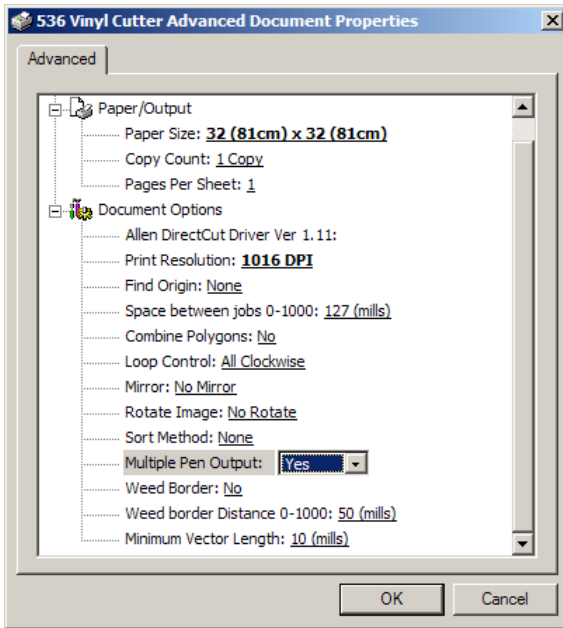 536 Vinyl Cutter Advanced Document Properties
Advanced
Paper/Output
Paper Size: 32 (81cm) x 32 (81cm)
Copy Count: 1 Copy
Pages Per Sheet: 1
Document Options
Allen DirectCut Driver Ver 1.11:
Print Resolution: 1016 DPI
Find Origin: None
Space between jobs 0-1000: 127 (mills)
Combine Polygons: No
Loop Control: All Clockwise
Mirror: No Mirror
Rotate Image: No Rotate
Sort Method: None
Multiple Pen Output: Yes
Weed Border: No
Weed border Distance 0-1000: 50 (mills)
Minimum Vector Length: 10 (mills)
OK Cancel